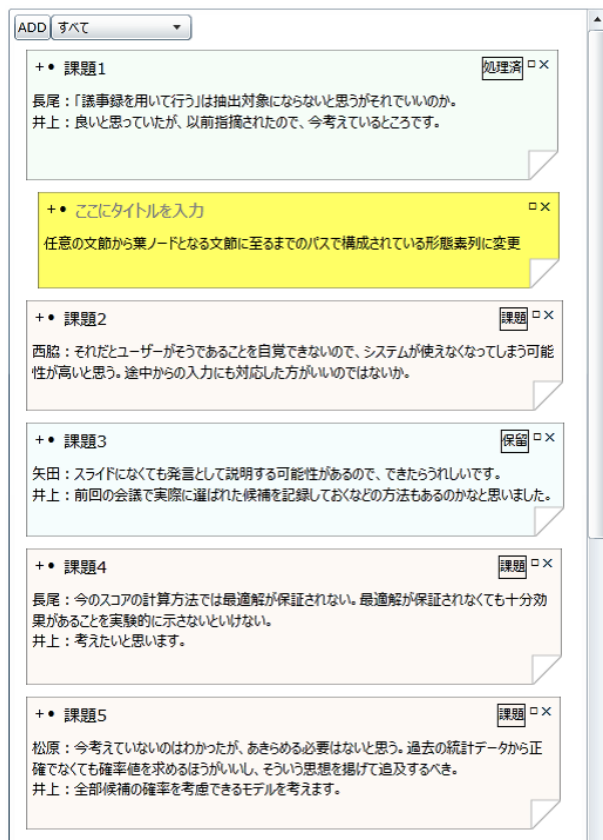 ADD すべて
+• 課題1 処理済
長尾：「議事録を用いて行う」は抽出対象にならないと思うがそれでいいのか。
井上：良いと思っていたが、以前指摘されたので、今考えているところです。
+• ここにタイトルを入力
任意の文節から葉ノードとなる文節に至るまでのパスで構成されている形態素列に変更
+• 課題2 課題
西脇：それだとユーザーがそうであることを自覚できないので、システムが使えなくなってしまう可能
性が高いと思う。途中からの入力にも対応した方がいいのではないか。
+• 課題3 保留
矢田：スライドになくても発言として説明する可能性があるので、できたらうれしいです。
井上：前回の会議で実際に選ばれた候補を記録しておくなどの方法もあるのかなと思いました。
+• 課題4 課題
長尾：今のスコアの計算方法では最適解が保証されない。最適解が保証されなくても十分効
果があることを実験的に示さないといけない。
井上：考えたいと思います。
+• 課題5 課題
松原：今考えていないのはわかったが、あきらめる必要はないと思う。過去の統計データから正
確でなくても確率値を求めるほうがいいし、そういう思想を掲げて追及するべき。
井上：全部候補の確率を考慮できるモデルを考えます。